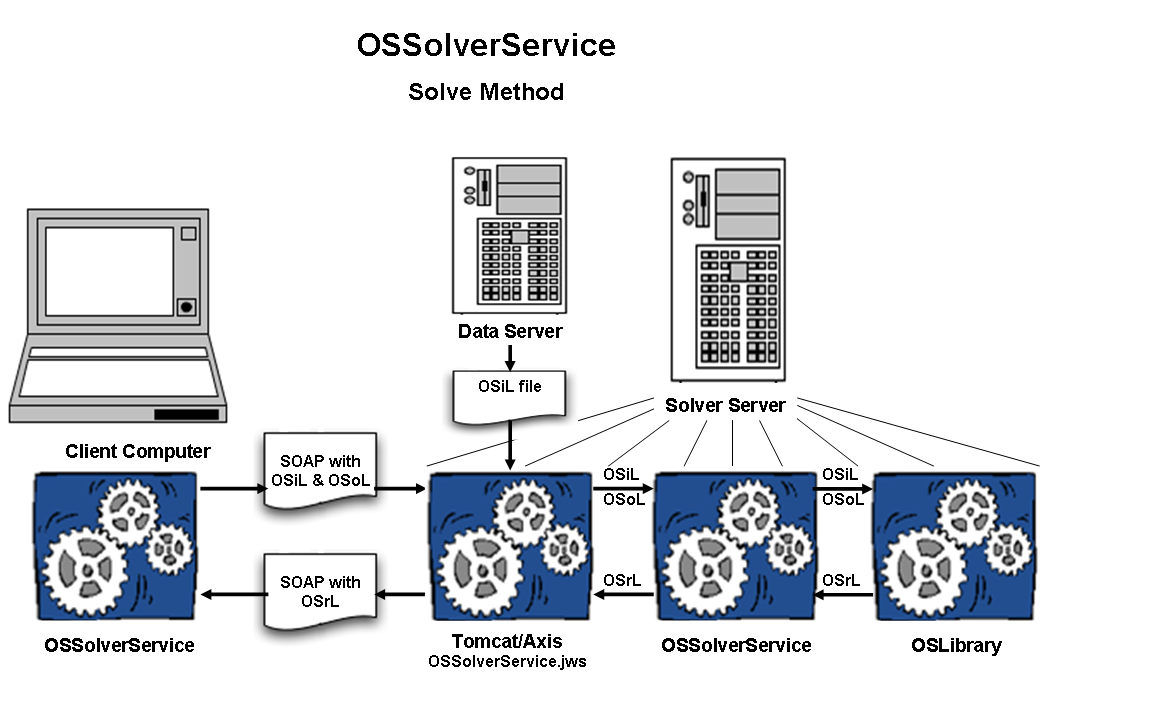 OSSolverService
Solve Method
Data Server
OSiL file
Solver Server
Client Computer
SOAP with
OSiL & OSoL
OSiL
OSoL
OSiL
OSoL
SOAP with
OSrL
OSrL
OSrL
OSSolverService
Tomcat/Axis
OSSolverService.jws
OSSolverService
OSLibrary